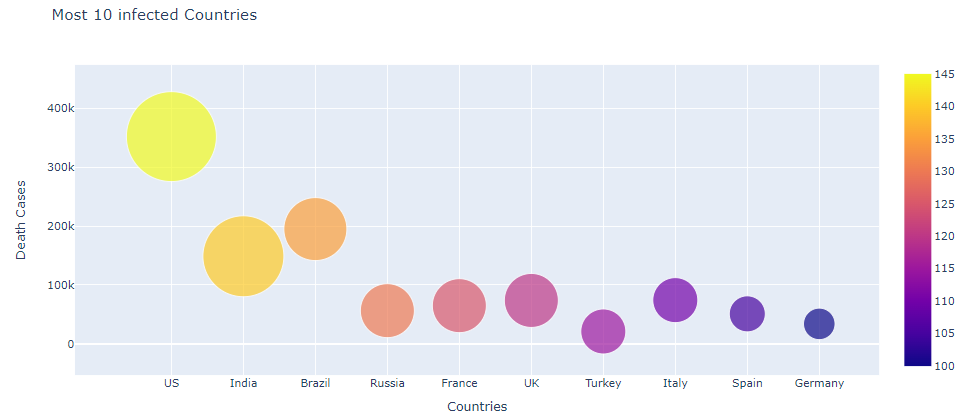 Most 10 infected Countries
Death Cases
400k
300k
200k
100k
0
US India Brazil Russia France UK Turkey Italy Spain Germany
Countries
145
140
135
130
125
120
115
110
105
100